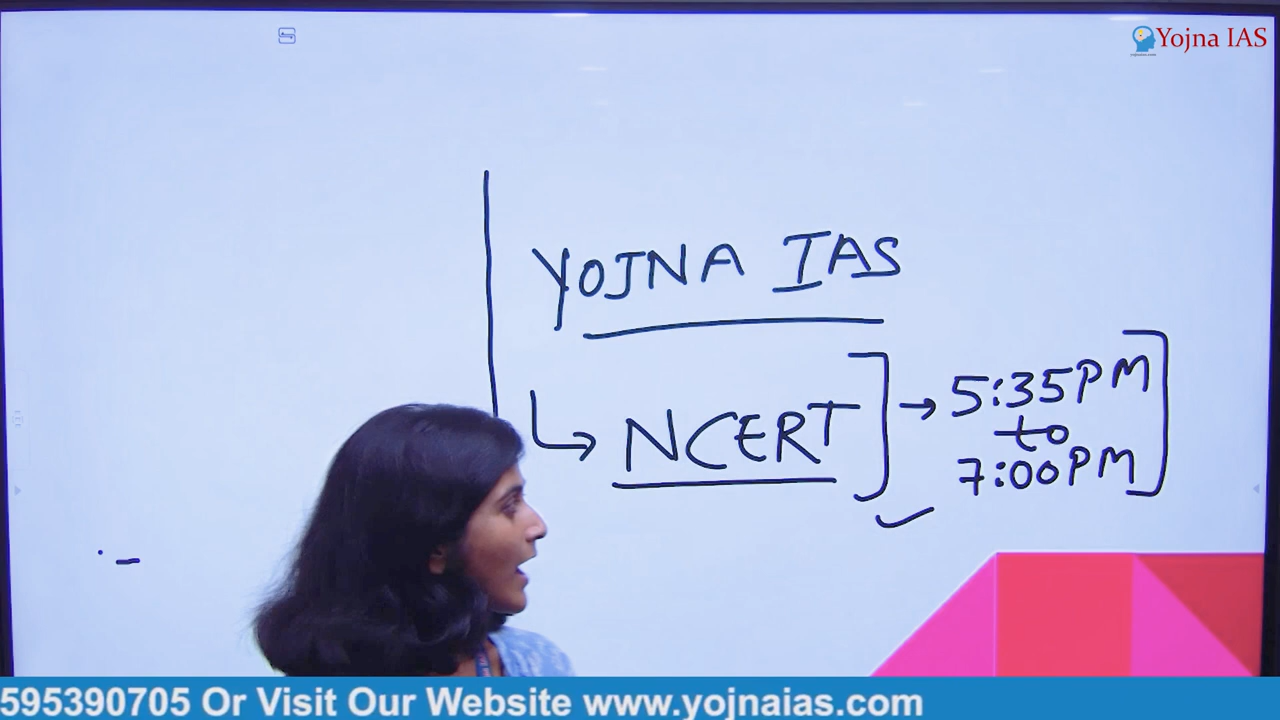 Yojna IAS
YOJNA IAS
NCERT → 5:35PM
to
7:00PM
595390705 Or Visit Our Website www.yojnaias.com